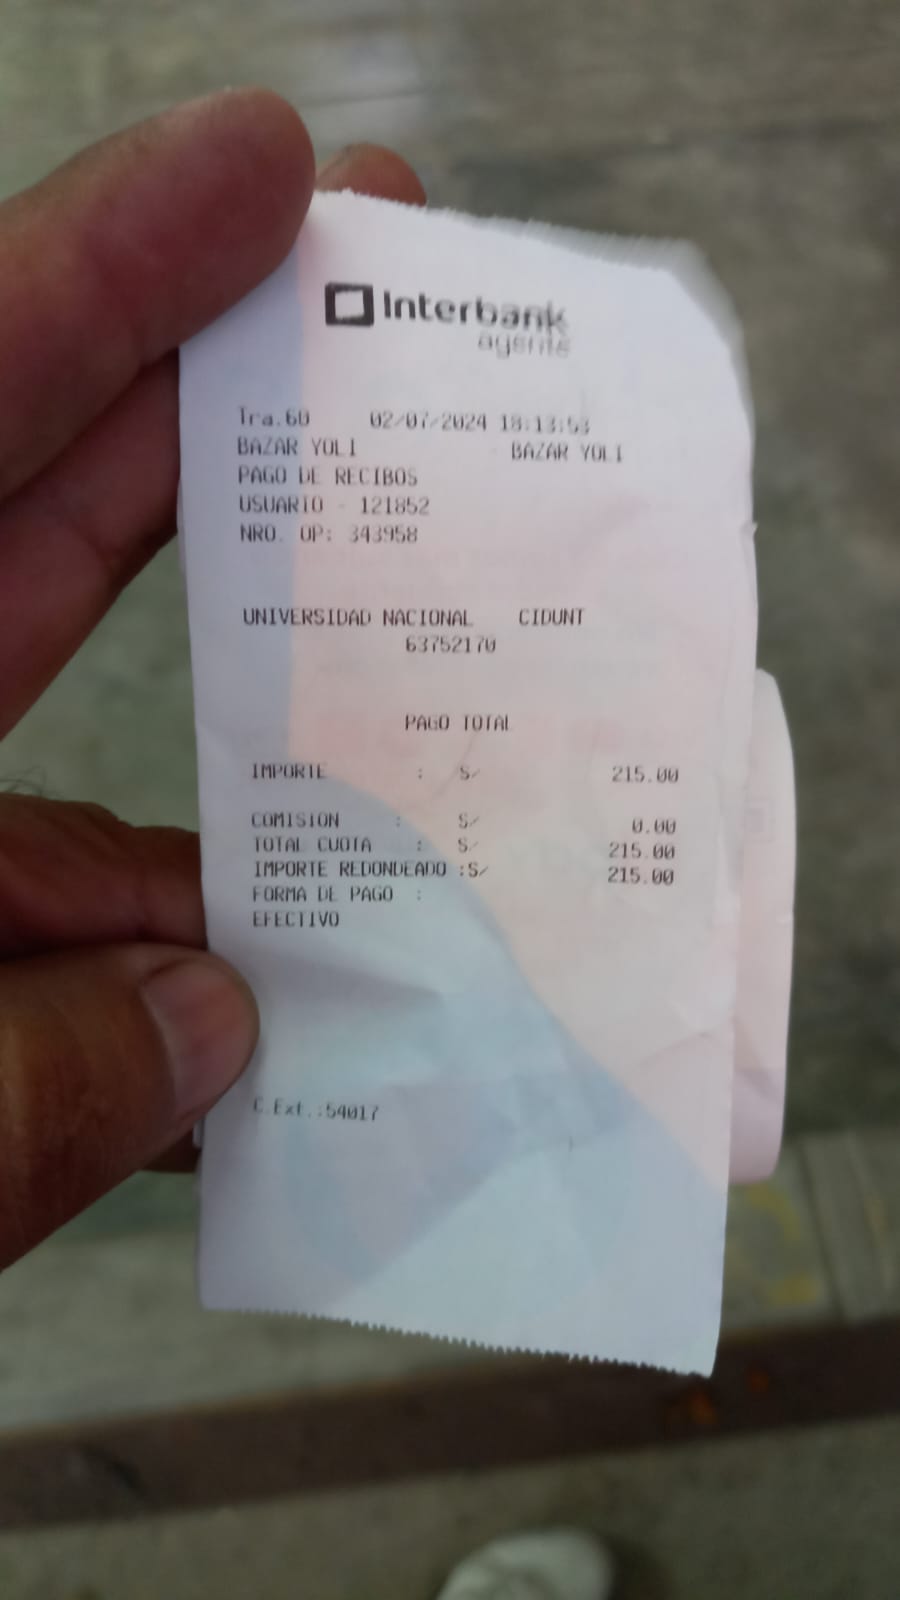 Interbank
agente
Tra.60 02/07/2024 18:13:53
BAZAR YOLI BAZAR YOLI
PAGO DE RECIBOS
USUARIO - 121852
NRO. OP: 343958
UNIVERSIDAD NACIONAL CIDUNT
63752170
PAGO TOTAL
IMPORTE : S/ 215.00
COMISION : S/ 0.00
TOTAL CUOTA : S/ 215.00
IMPORTE REDONDEADO :S/ 215.00
FORMA DE PAGO :
EFECTIVO
C.Ext.:54017